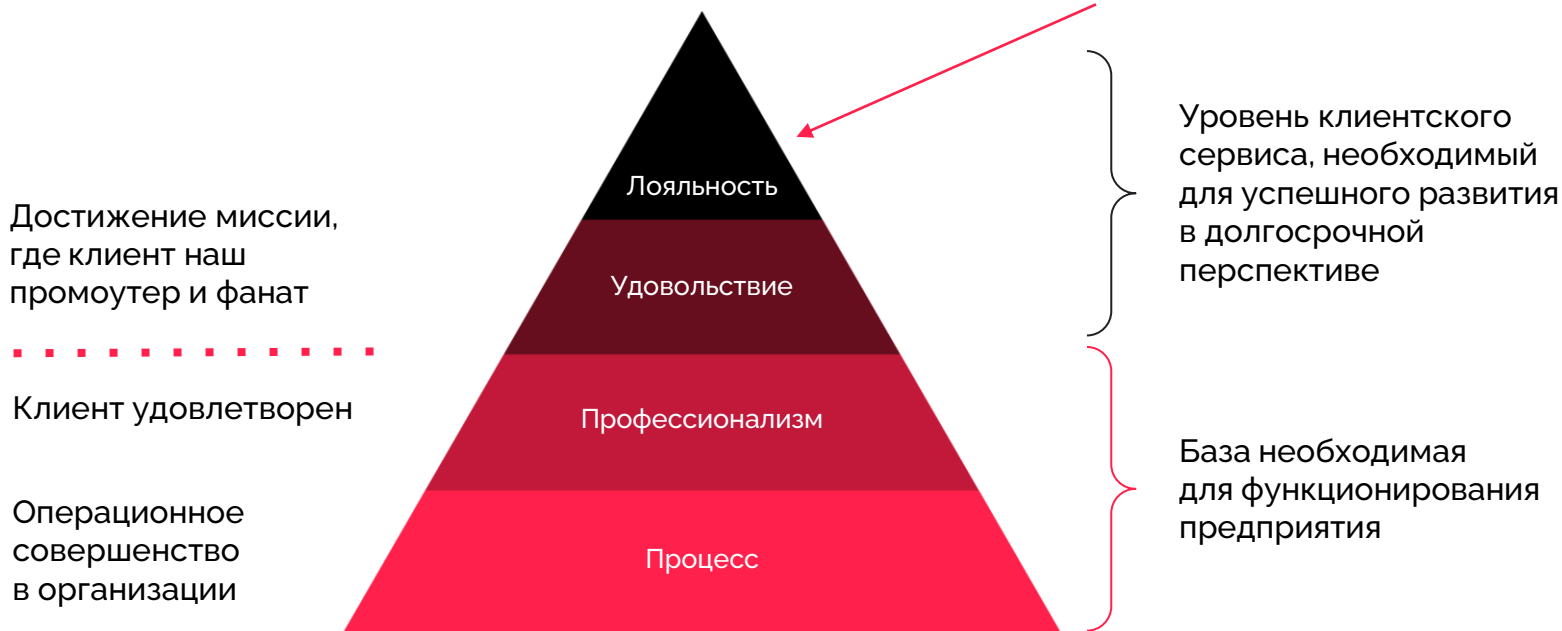 Лояльность
Удовольствие
Профессионализм
Процесс
Достижение миссии,
где клиент наш
промоутер и фанат
Клиент удовлетворен
Операционное
совершенство
в организации
Уровень клиентского
сервиса, необходимый
для успешного развития
в долгосрочной
перспективе
База необходимая
для функционирования
предприятия